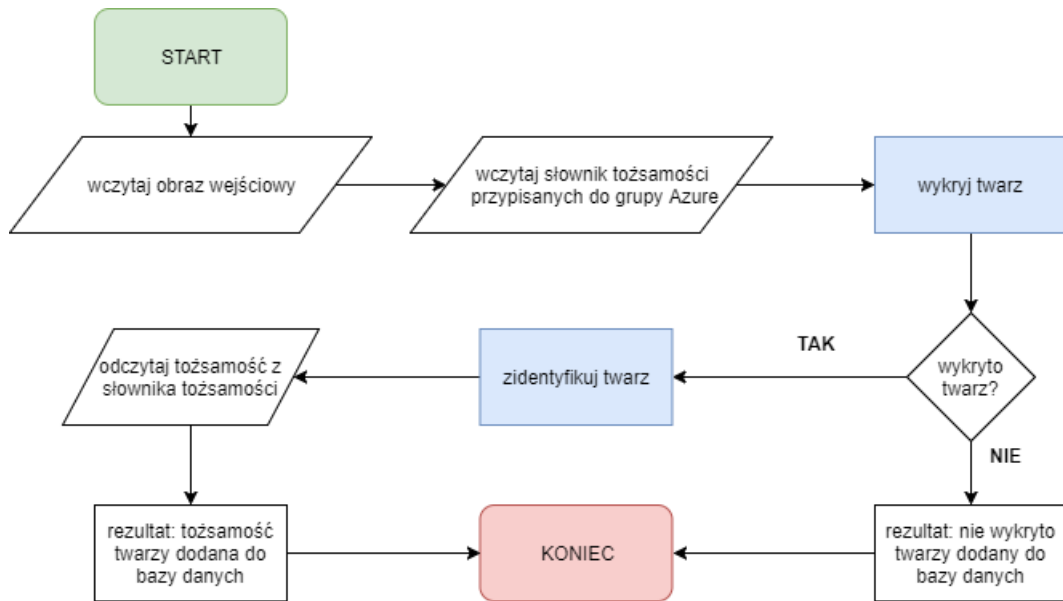 START
wczytaj obraz wejściowy
wczytaj słownik tożsamości
przypisanych do grupy Azure
wykryj twarz
wykryto
twarz?
TAK
zidentyfikuj twarz
odczytaj tożsamość z
słownika tożsamości
NIE
rezultat: tożsamość
twarzy dodana do
bazy danych
KONIEC
rezultat: nie wykryto
twarzy dodany do
bazy danych